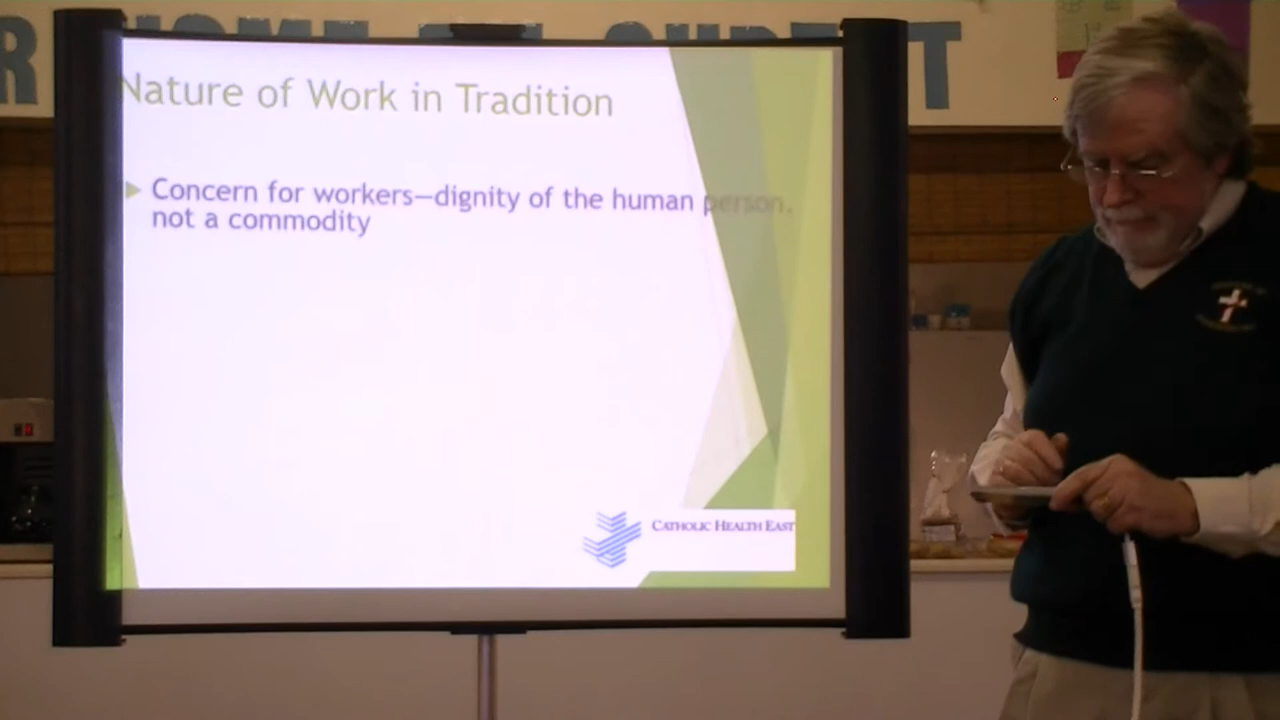 Nature of Work in Tradition
Concern for workers—dignity of the human person,
not a commodity
CATHOLIC HEALTH EAST